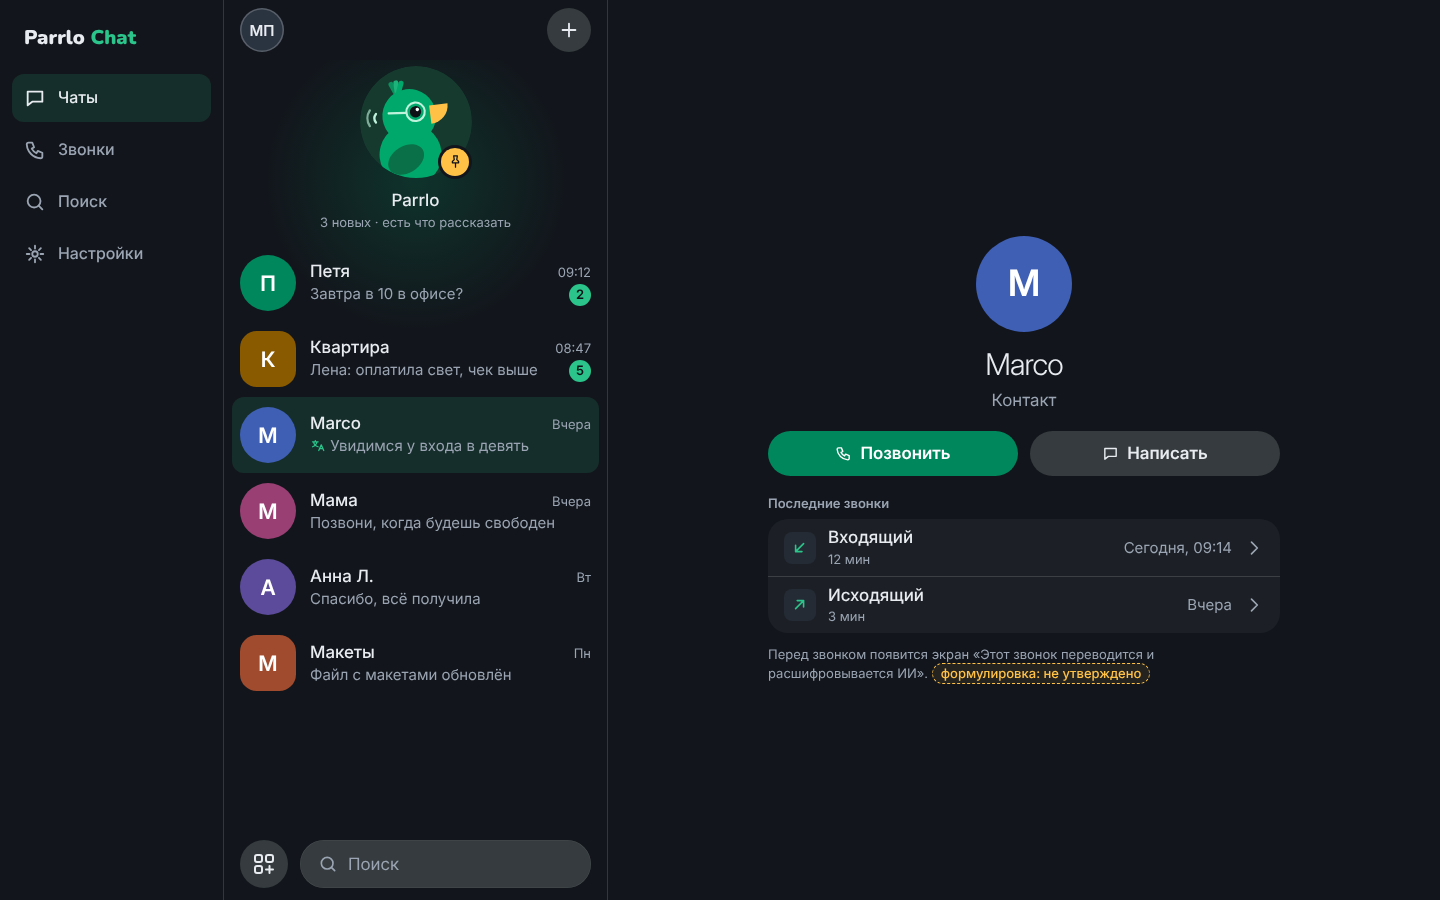 Parrlo Chat
Чаты
Звонки
Поиск
Настройки
МП
Parrlo
3 новых · есть что рассказать
П
Петя
09:12
Завтра в 10 в офисе?
2
К
Квартира
08:47
Лена: оплатила свет, чек выше
5
M
Marco
Вчера
Увидимся у входа в девять
М
Мама
Вчера
Позвони, когда будешь свободен
А
Анна Л.
Вт
Спасибо, всё получила
М
Макеты
Пн
Файл с макетами обновлён
Поиск
M
Marco
Контакт
Позвонить
Написать
Последние звонки
Входящий
12 мин
Сегодня, 09:14
Исходящий
3 мин
Вчера
Перед звонком появится экран «Этот звонок переводится и
расшифровывается ИИ». формулировка: не утверждено